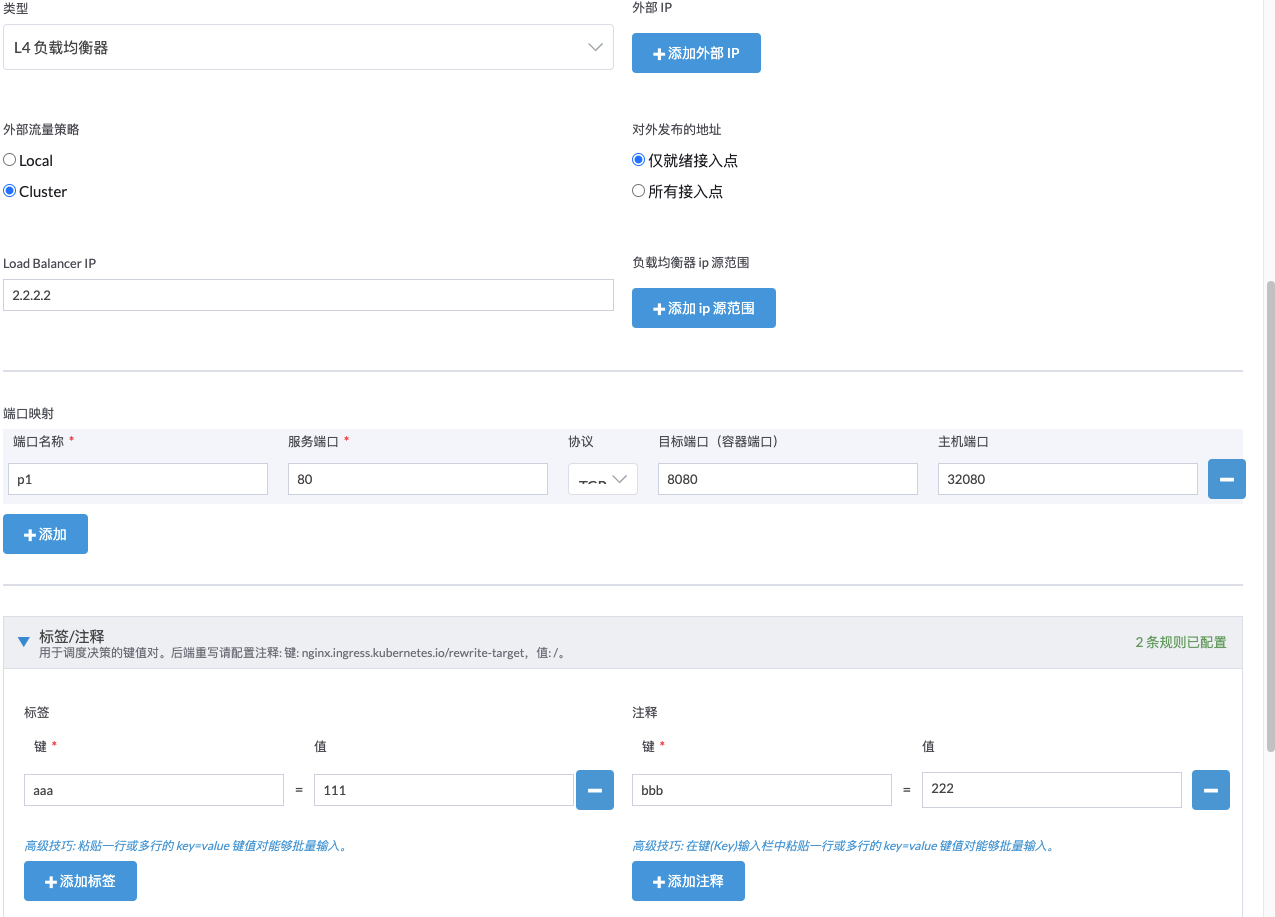 类型
L4 负载均衡器
外部 IP
添加外部 IP
外部流量策略
Local
Cluster
对外发布的地址
仅就绪接入点
所有接入点
Load Balancer IP
2.2.2.2
负载均衡器 ip 源范围
添加 ip 源范围
端口映射
端口名称 * 服务端口 * 协议 目标端口（容器端口） 主机端口
p1 80 TCP 8080 32080
添加
标签/注释
用于调度决策的键值对。后端重写请配置注释: 键: nginx.ingress.kubernetes.io/rewrite-target，值: /。
2 条规则已配置
标签
键 * 值
aaa = 111
高级技巧: 粘贴一行或多行的 key=value 键值对能够批量输入。
添加标签
注释
键 * 值
bbb = 222
高级技巧: 在键(Key)输入栏中粘贴一行或多行的 key=value 键值对能够批量输入。
添加注释